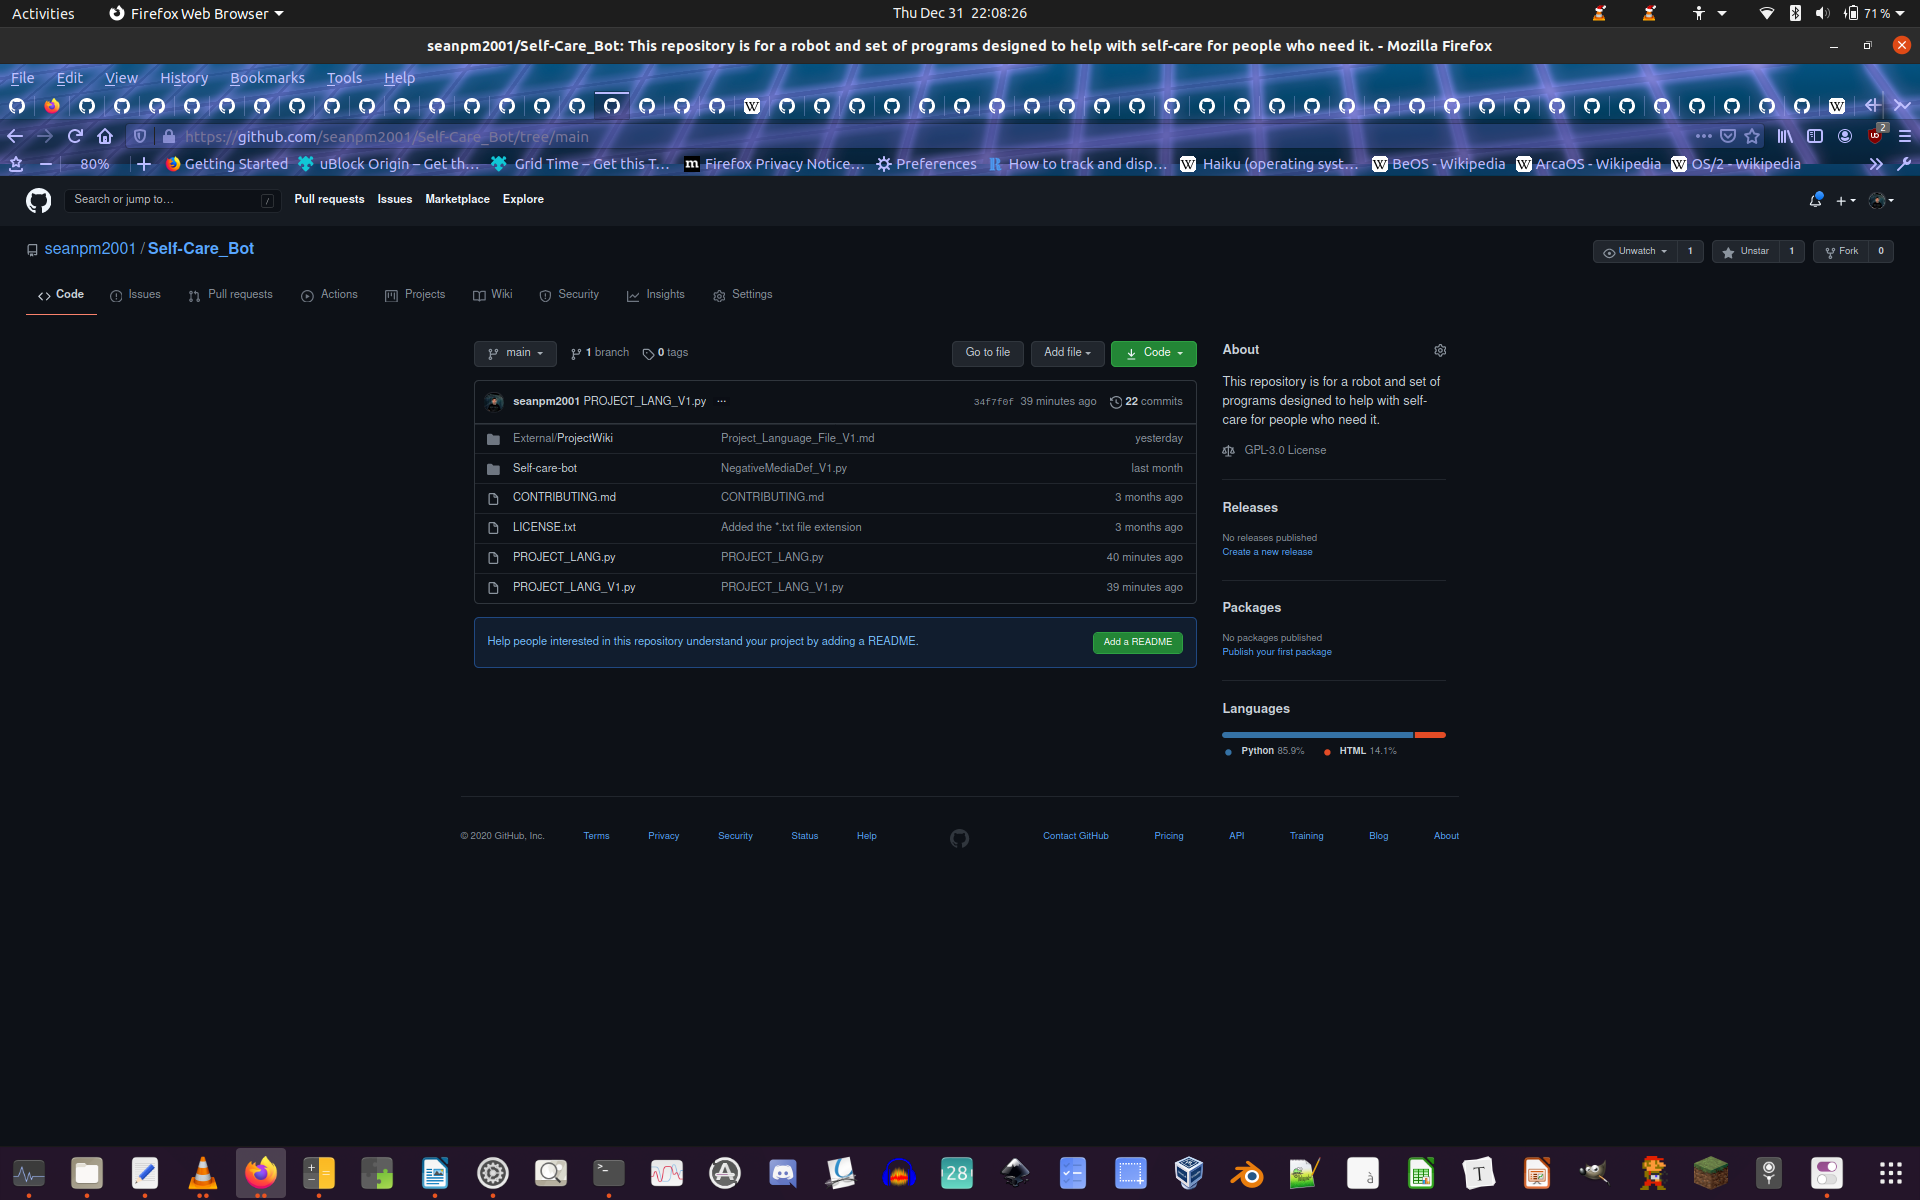 Activities Firefox Web Browser Thu Dec 31 22:08:26 71 %
seanpm2001/Self-Care_Bot: This repository is for a robot and set of programs designed to help with self-care for people who need it. - Mozilla Firefox
File Edit View History Bookmarks Tools Help
https://github.com/seanpm2001/Self-Care_Bot/tree/main 2
80% Getting Started uBlock Origin – Get th… Grid Time – Get this T… Firefox Privacy Notice… Preferences How to track and disp… Haiku (operating syst… BeOS - Wikipedia ArcaOS - Wikipedia OS/2 - Wikipedia
Search or jump to… / Pull requests Issues Marketplace Explore
seanpm2001 / Self-Care_Bot Unwatch 1 Unstar 1 Fork 0
Code Issues Pull requests Actions Projects Wiki Security Insights Settings
main 1 branch 0 tags Go to file Add file Code
seanpm2001 PROJECT_LANG_V1.py ... 34f7f0f 39 minutes ago 22 commits
External/ProjectWiki Project_Language_File_V1.md yesterday
Self-care-bot NegativeMediaDef_V1.py last month
CONTRIBUTING.md CONTRIBUTING.md 3 months ago
LICENSE.txt Added the *.txt file extension 3 months ago
PROJECT_LANG.py PROJECT_LANG.py 40 minutes ago
PROJECT_LANG_V1.py PROJECT_LANG_V1.py 39 minutes ago
Help people interested in this repository understand your project by adding a README. Add a README
About
This repository is for a robot and set of
programs designed to help with self-
care for people who need it.
GPL-3.0 License
Releases
No releases published
Create a new release
Packages
No packages published
Publish your first package
Languages
Python 85.9% HTML 14.1%
© 2020 GitHub, Inc. Terms Privacy Security Status Help Contact GitHub Pricing API Training Blog About
28